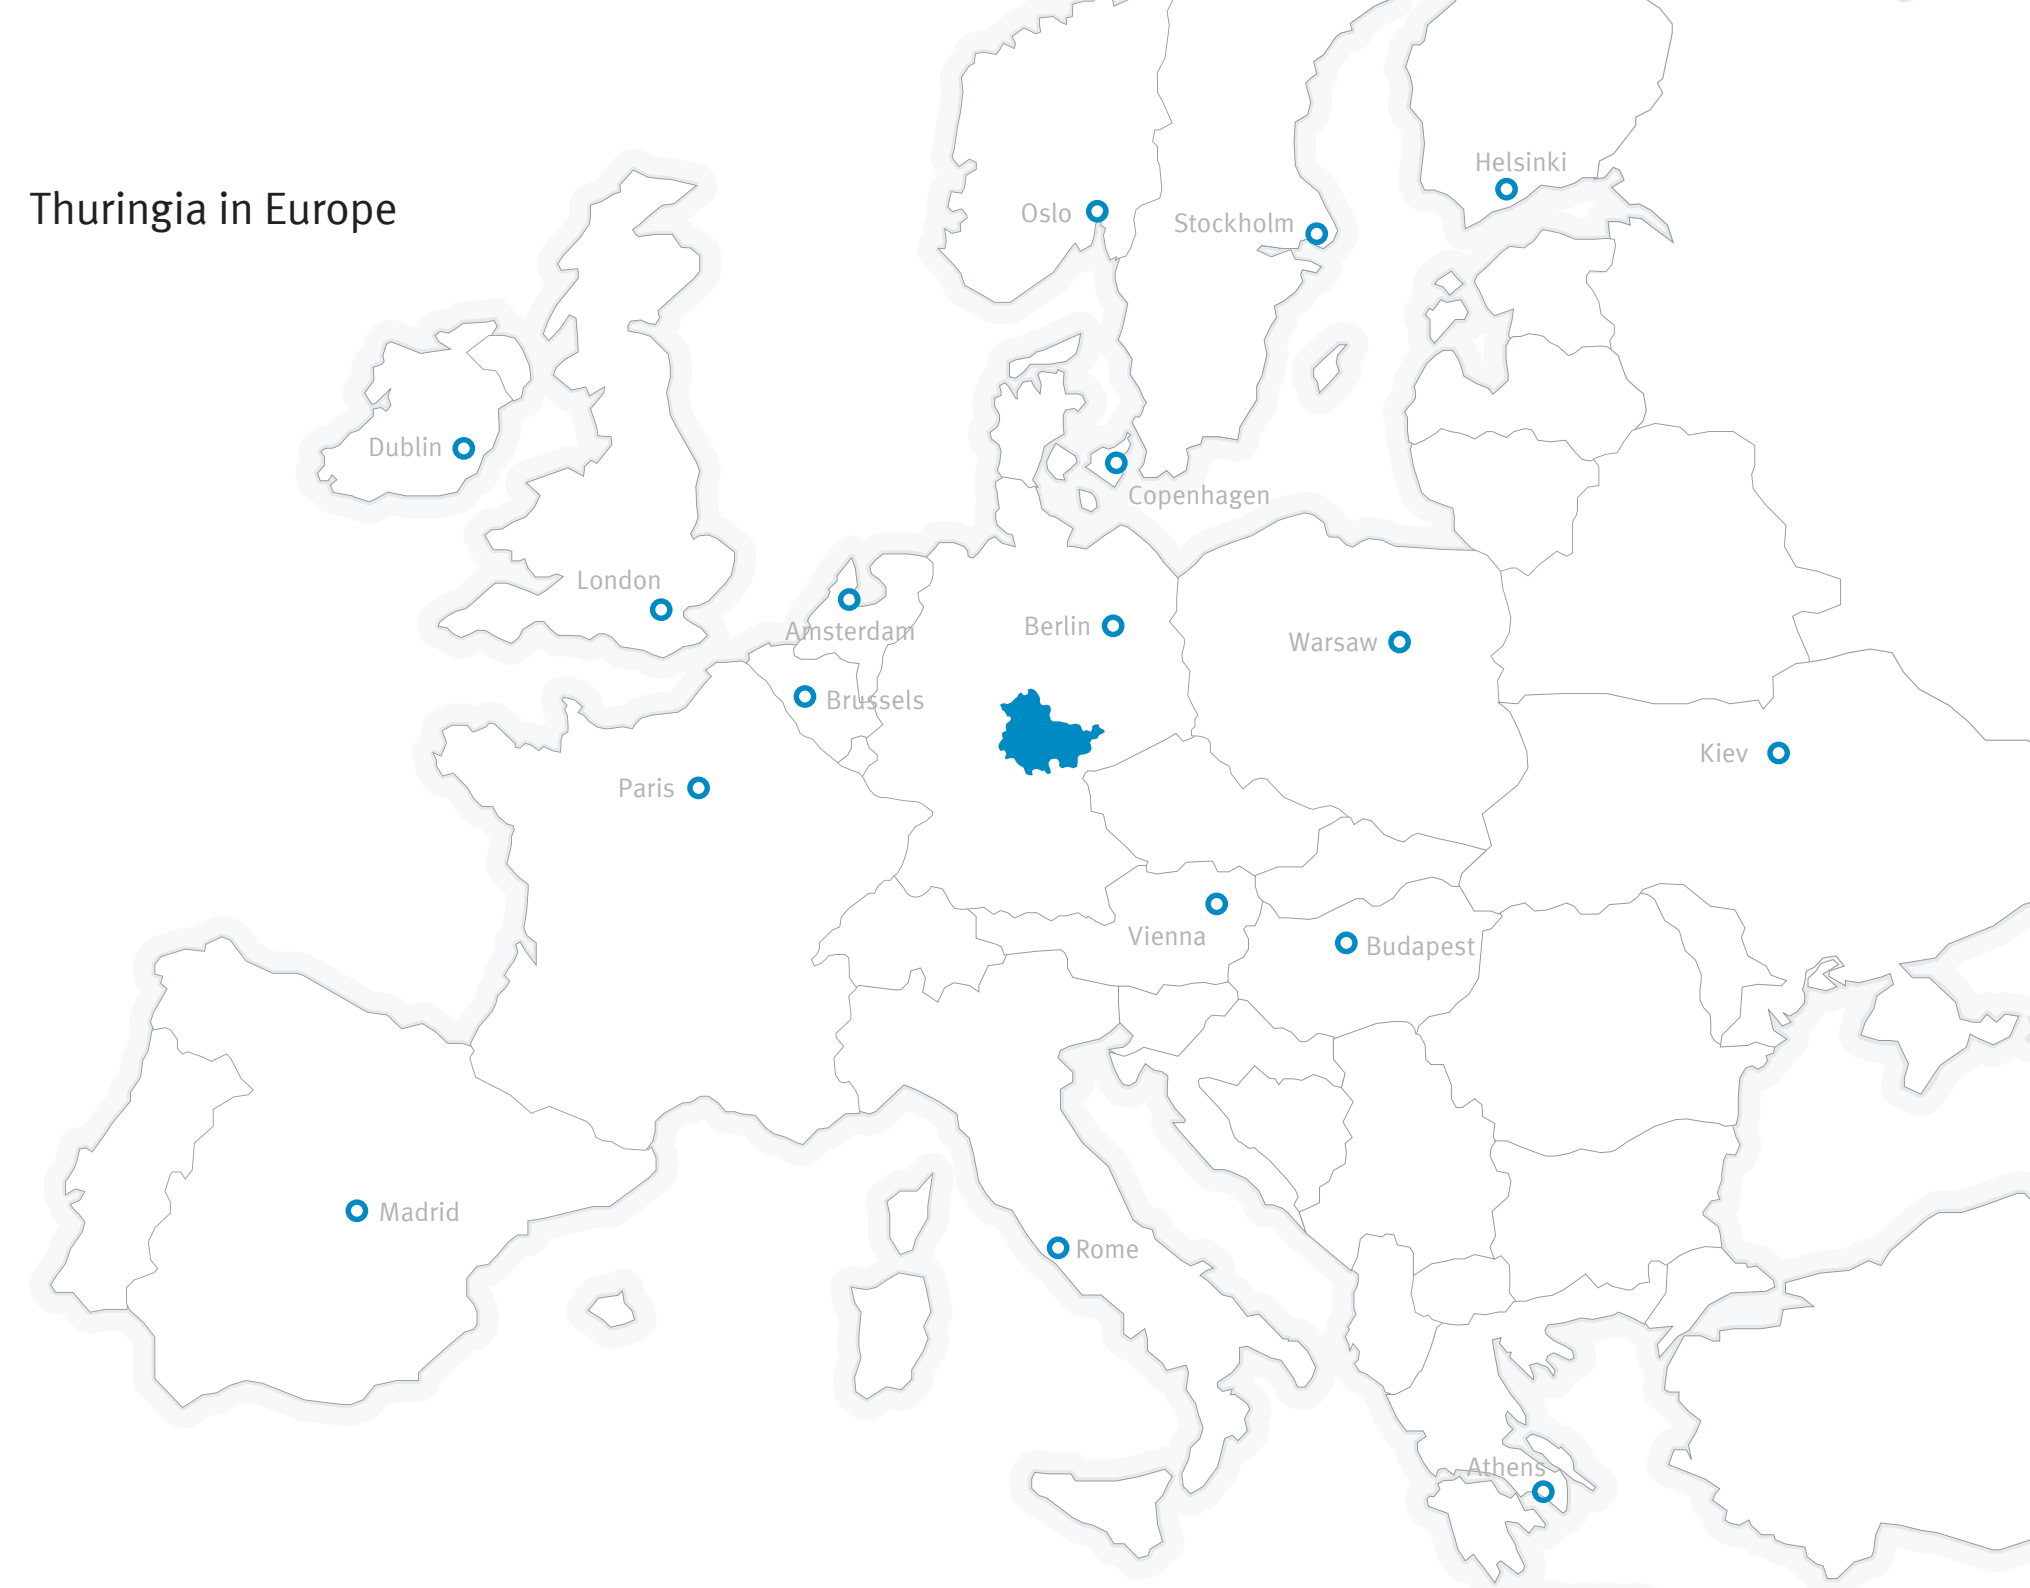 Helsinki
Thuringia in Europe
Oslo
Stockholm
Dublin
Copenhagen
London
Amsterdam
Berlin
Warsaw
Brussels
Kiev
Paris
Vienna
Budapest
Madrid
Rome
Athens